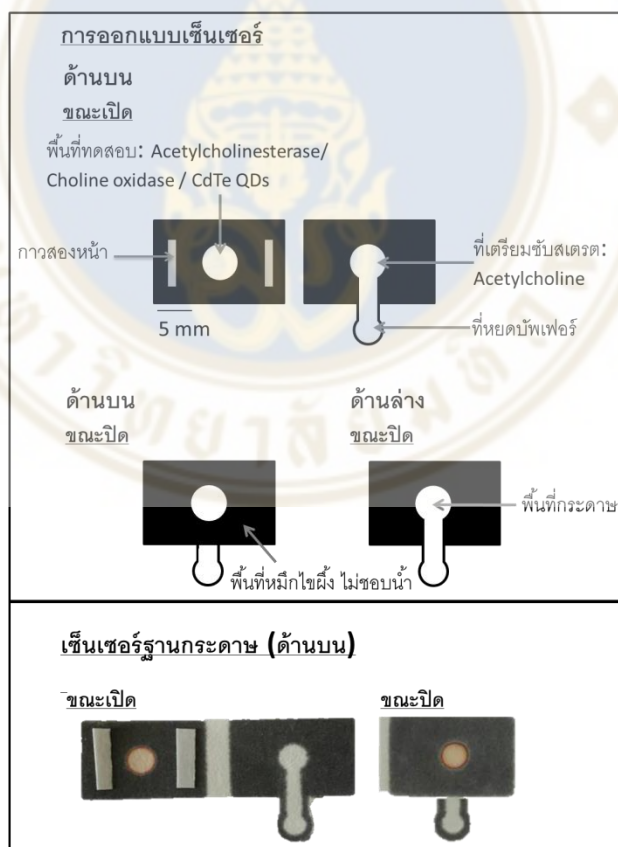 การออกแบบเซ็นเซอร์
ด้านบน
ขณะเปิด
พื้นที่ทดสอบ: Acetylcholinesterase/
Choline oxidase / CdTe QDs
กาวสองหน้า
ที่เตรียมซับสเตรต:
Acetylcholine
5 mm
ที่หยดบัพเฟอร์
ด้านบน
ขณะปิด
ด้านล่าง
ขณะปิด
พื้นที่กระดาษ
พื้นที่หมึกไขผึ้ง ไม่ชอบน้ำ
เซ็นเซอร์ฐานกระดาษ (ด้านบน)
ขณะเปิด
ขณะปิด